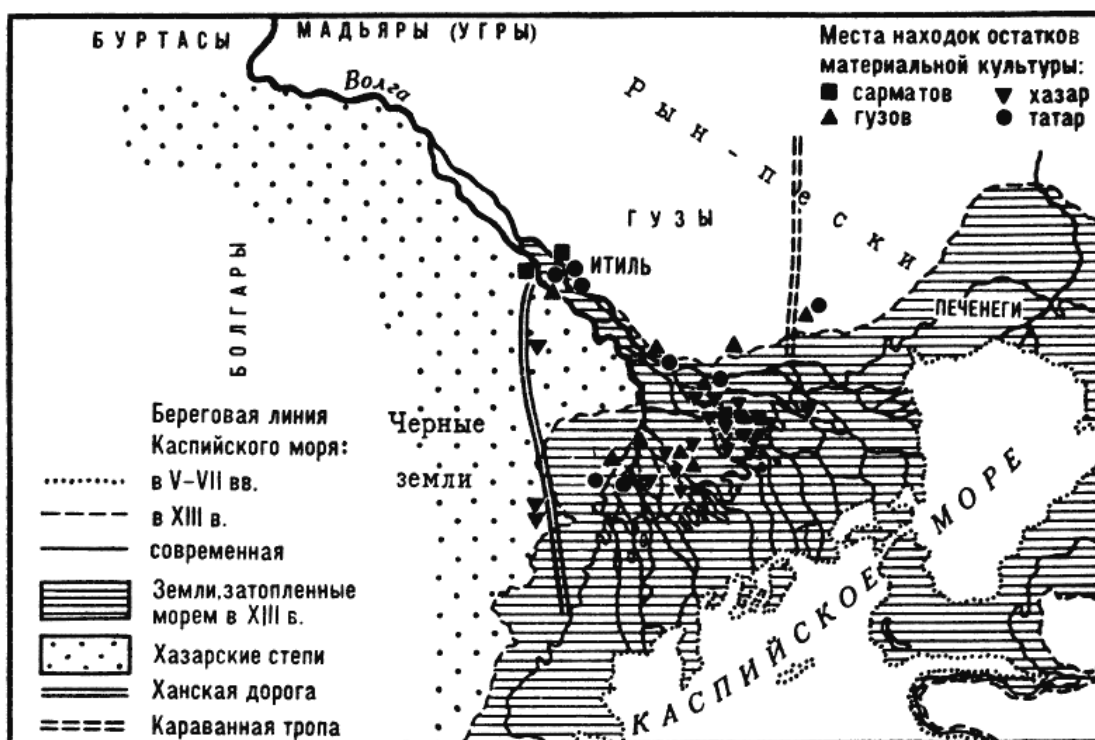 БУРТАСЫ
МАДЬЯРЫ (УГРЫ)
Волга
Рын-пески
Места находок остатков
материальной культуры:
сарматов
хазар
гузов
татар
ГУЗЫ
ИТИЛЬ
ПЕЧЕНЕГИ
БОЛГАРЫ
Черные
земли
КАСПИЙСКОЕ МОРЕ
Береговая линия
Каспийского моря:
в V-VII вв.
в XIII в.
современная
Земли, затопленные
морем в XIII в.
Хазарские степи
Ханская дорога
Караванная тропа